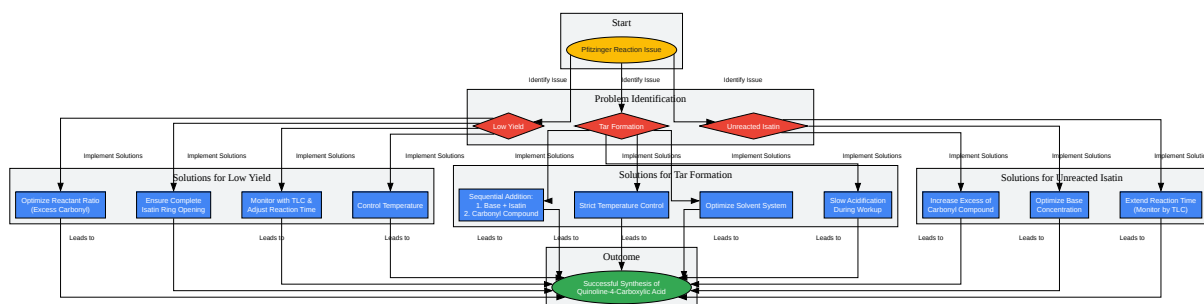 Start
Pfitzinger Reaction Issue
Identify Issue
Identify Issue
Identify Issue
Problem Identification
Low Yield
Tar Formation
Unreacted Isatin
Implement Solutions
Implement Solutions
Implement Solutions
Implement Solutions
Implement Solutions
Implement Solutions
Implement Solutions
Implement Solutions
Implement Solutions
Implement Solutions
Implement Solut
Solutions for Low Yield
Solutions for Tar Formation
Solutions for Unreacted Isatin
Optimize Reactant Ratio
(Excess Carbonyl)
Ensure Complete
Isatin Ring Opening
Monitor with TLC &
Adjust Reaction Time
Control Temperature
Sequential Addition:
1. Base + Isatin
2. Carbonyl Compound
Strict Temperature Control
Optimize Solvent System
Slow Acidification
During Workup
Increase Excess of
Carbonyl Compound
Optimize Base
Concentration
Extend Reaction Time
(Monitor by TLC)
Leads to
Leads to
Leads to
Leads to
Leads to
Leads to
Leads to
Leads to
Leads to
Leads to
Leads to
Outcome
Successful Synthesis of
Quinoline-4-Carboxylic Acid